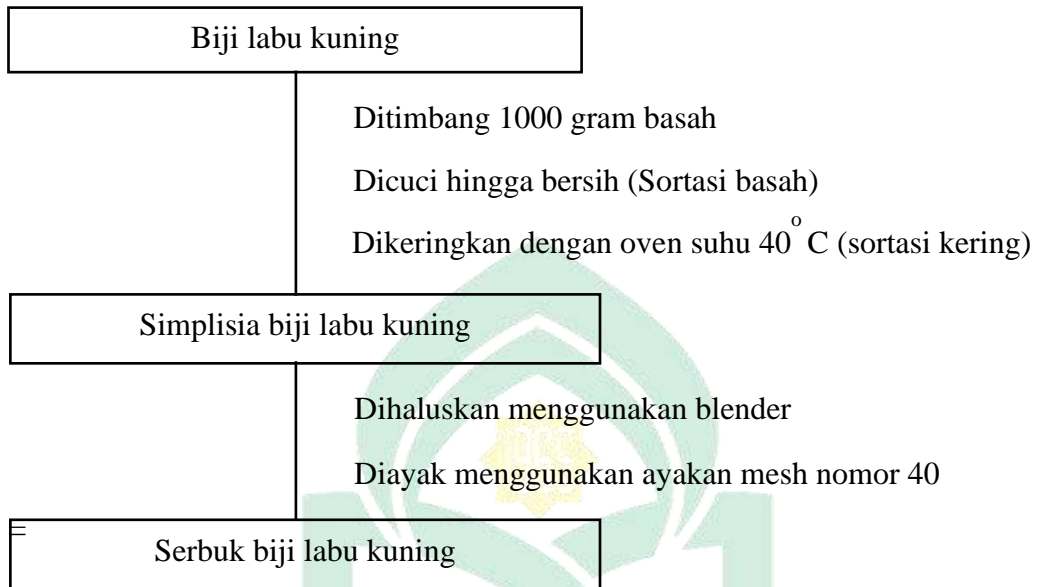 Biji labu kuning
Ditimbang 1000 gram basah
Dicuci hingga bersih (Sortasi basah)
Dikeringkan dengan oven suhu 40° C (sortasi kering)
Simplisia biji labu kuning
Dihaluskan menggunakan blender
Diayak menggunakan ayakan mesh nomor 40
=
Serbuk biji labu kuning